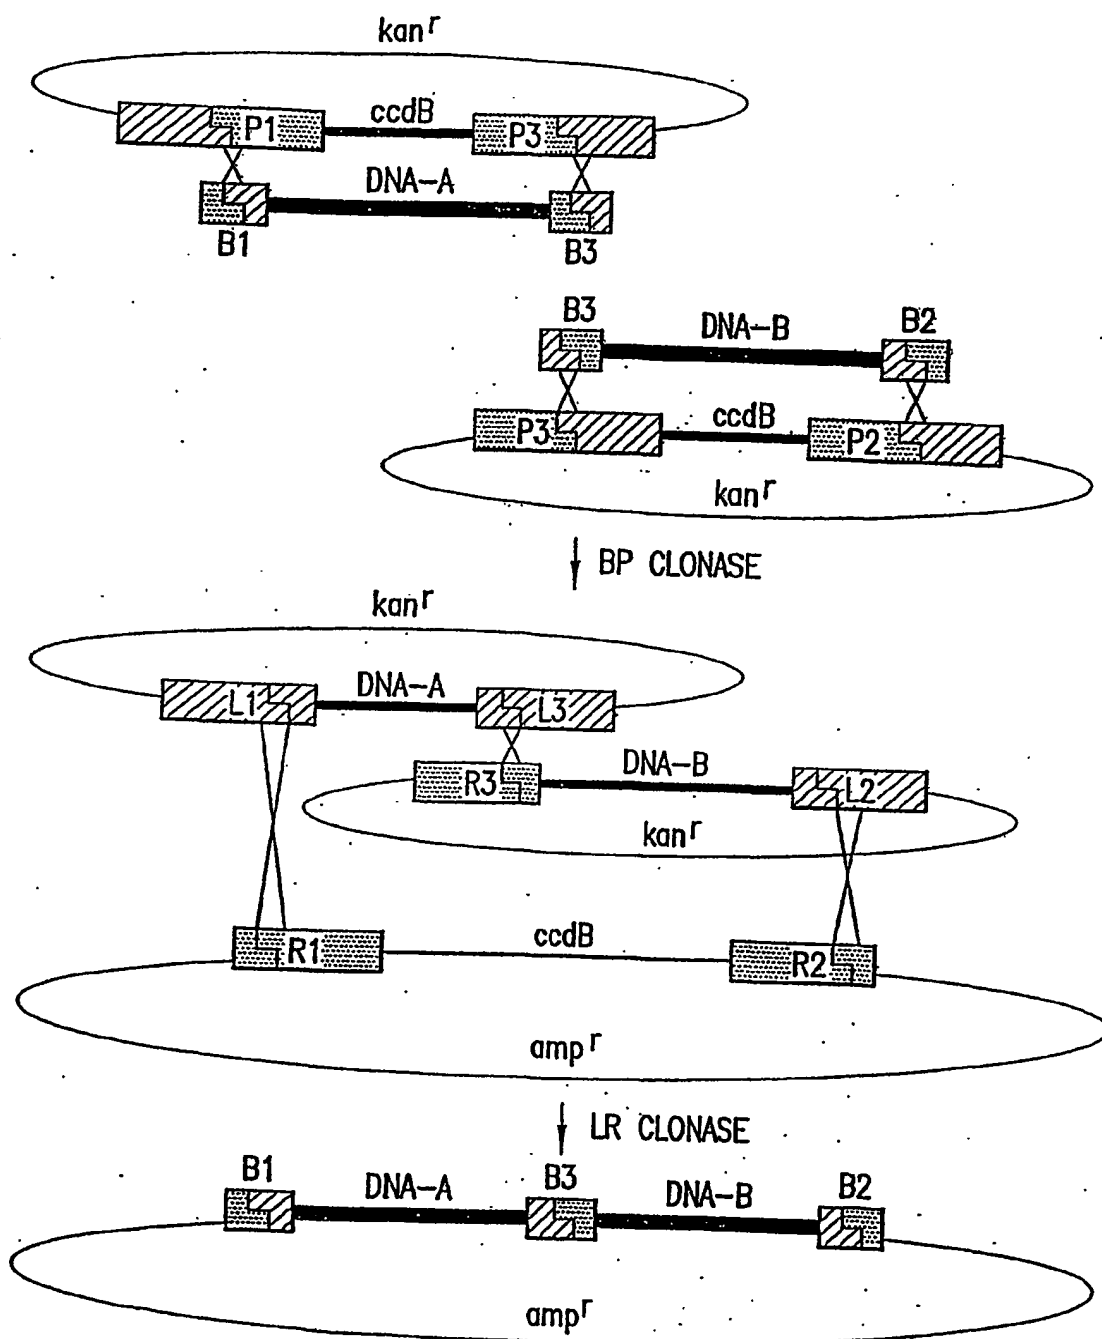 kanʳ
P1 ccdB P3
DNA-A
B1 B3
B3 DNA-B B2
P3 ccdB P2
kanʳ
BP CLONASE
kanʳ
L1 DNA-A L3
R3 DNA-B L2
kanʳ
R1 ccdB R2
ampʳ
LR CLONASE
B1 DNA-A B3 DNA-B B2
ampʳ